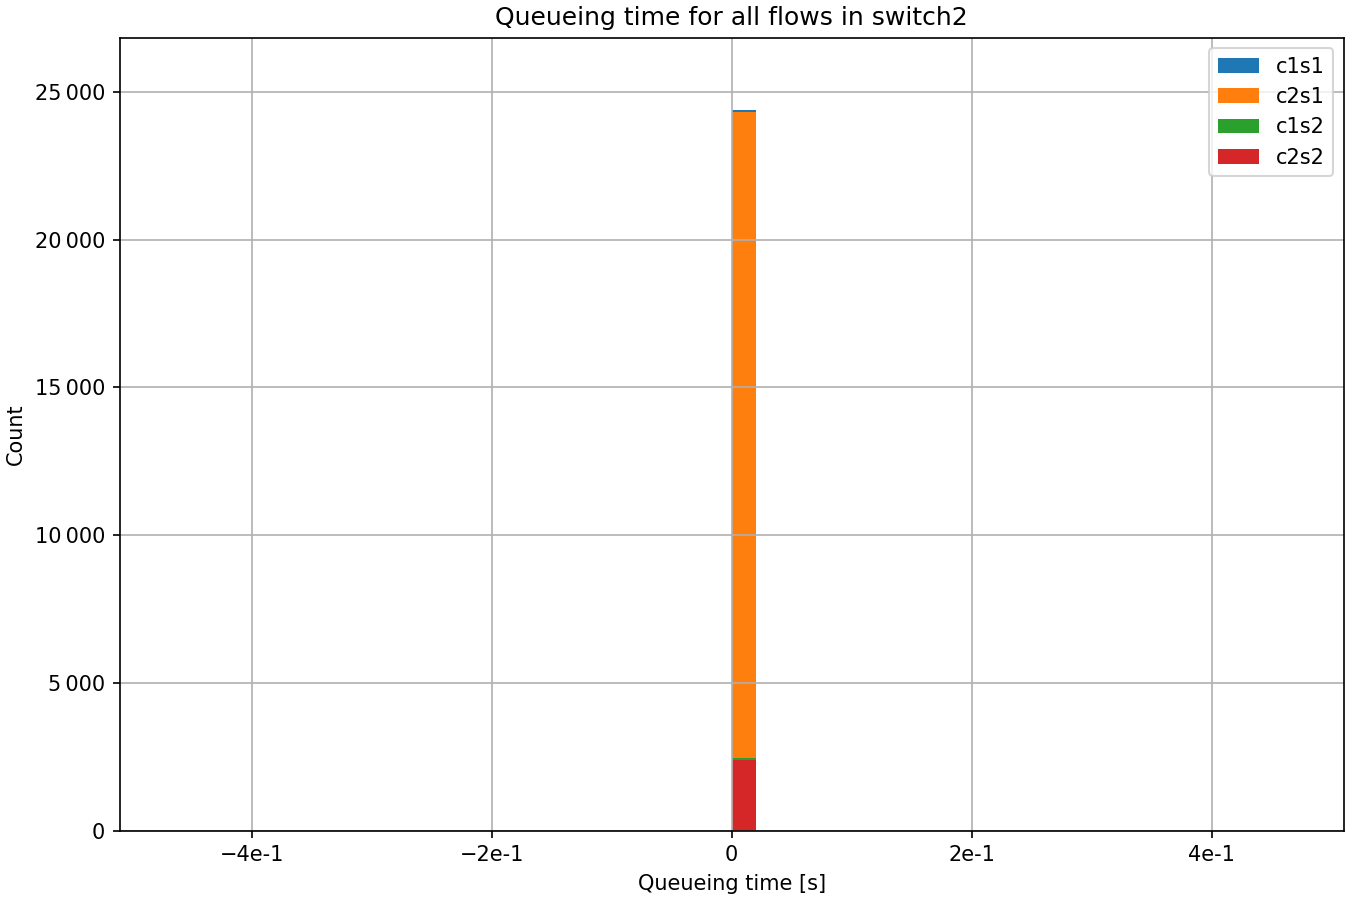 Queueing time for all flows in switch2
c1s1
c2s1
c1s2
c2s2
25 000
20 000
15 000
10 000
5 000
0
Count
−4e-1 −2e-1 0 2e-1 4e-1
Queueing time [s]